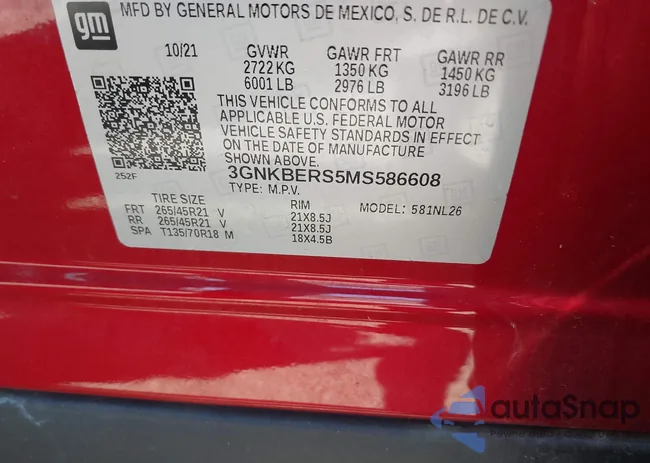 gm
MFD BY GENERAL MOTORS DE MEXICO, S. DE R.L. DE C.V.
10/21 GVWR GAWR FRT GAWR RR
2722 KG 1350 KG 1450 KG
6001 LB 2976 LB 3196 LB
THIS VEHICLE CONFORMS TO ALL
APPLICABLE U.S. FEDERAL MOTOR
VEHICLE SAFETY STANDARDS IN EFFECT
ON THE DATE OF MANUFACTURE
SHOWN ABOVE.
252F
3GNKBERS5MS586608
TYPE: M.P.V.
TIRE SIZE RIM MODEL: 581NL26
FRT 265/45R21 V 21X8.5J
RR 265/45R21 V 21X8.5J
SPA T135/70R18 M 18X4.5B
autoSnap